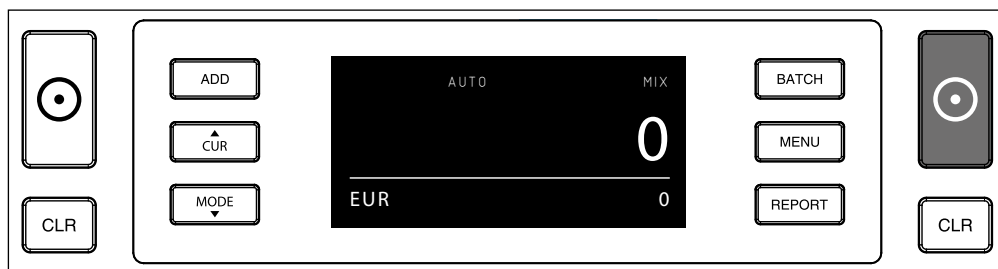 CLR
ADD
CUR
MODE
AUTO MIX
0
EUR 0
BATCH
MENU
REPORT
CLR